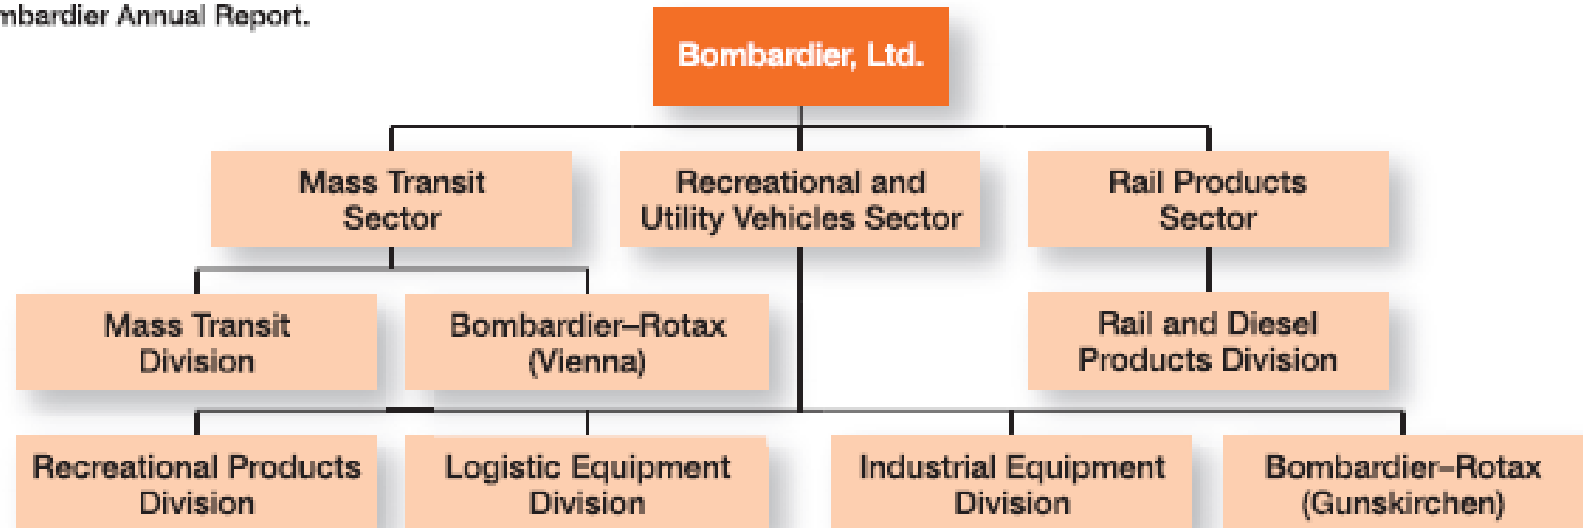 Bombardier Annual Report.
Bombardier, Ltd.
Mass Transit
Sector
Recreational and
Utility Vehicles Sector
Rail Products
Sector
Mass Transit
Division
Bombardier–Rotax
(Vienna)
Rail and Diesel
Products Division
Recreational Products
Division
Logistic Equipment
Division
Industrial Equipment
Division
Bombardier–Rotax
(Gunskirchen)